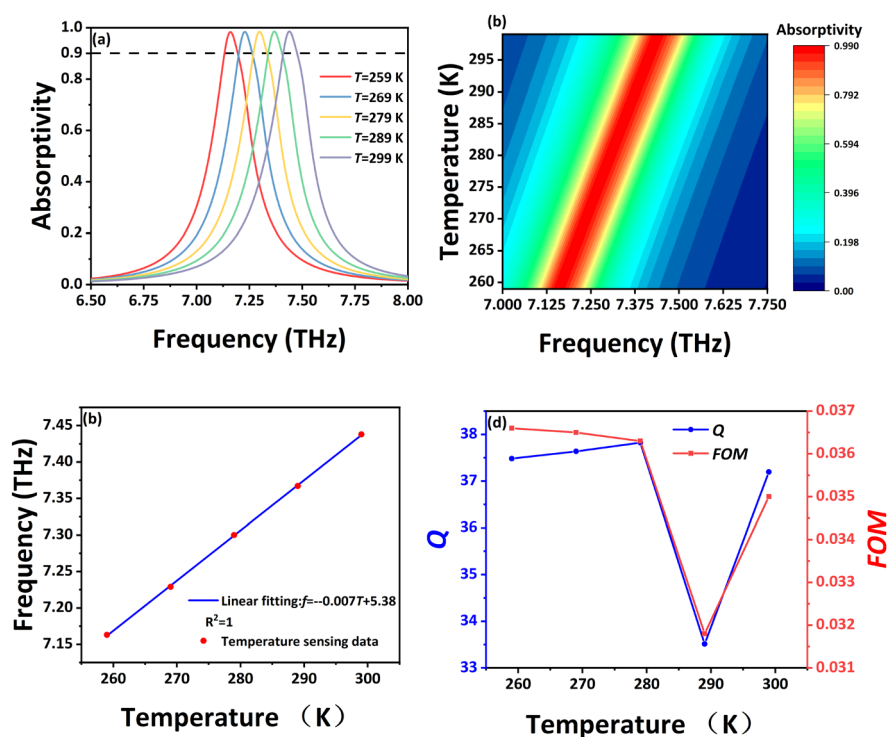 (a)
Absorptivity
1.0
0.9
0.8
0.6
0.4
0.2
0.0
T=259 K
T=269 K
T=279 K
T=289 K
T=299 K
6.50 6.75 7.00 7.25 7.50 7.75 8.00
Frequency (THz)
(b)
Temperature (K)
295
290
285
280
275
270
265
260
7.000 7.125 7.250 7.375 7.500 7.625 7.750
Frequency (THz)
Absorptivity
0.990
0.792
0.594
0.396
0.198
0.00
(b)
Frequency (THz)
7.45
7.35
7.30
7.22
7.15
Linear fitting:f=--0.007T+5.38
R²=1
Temperature sensing data
260 270 280 290 300
Temperature （K）
(d)
Q
38
37
36
35
34
33
Q
FOM
0.037
0.036
0.035
0.034
0.033
0.032
0.031
FOM
260 270 280 290 300
Temperature （K）